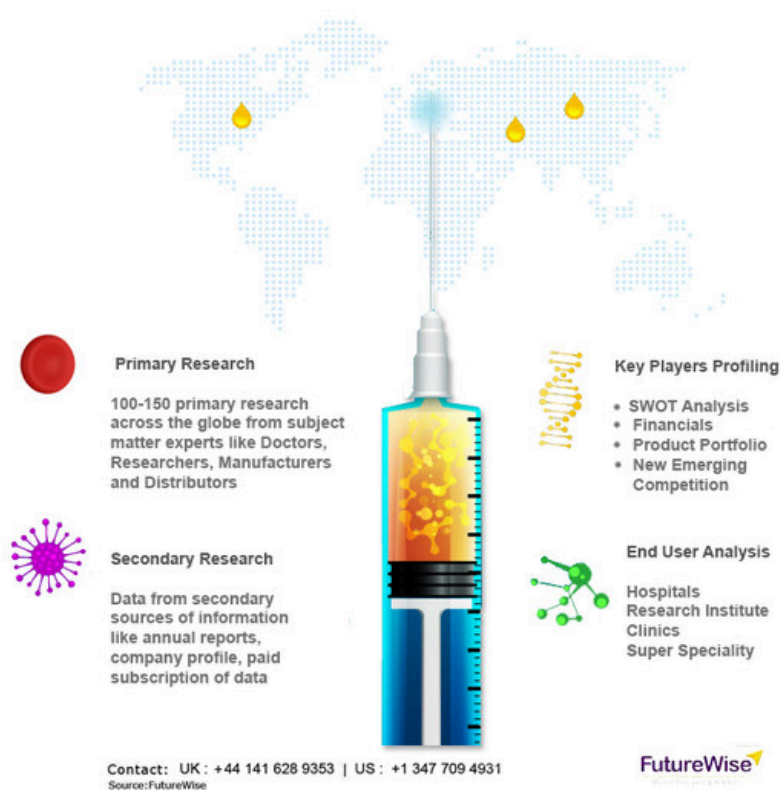 Primary Research
100-150 primary research
across the globe from subject
matter experts like Doctors,
Researchers, Manufacturers
and Distributors
Secondary Research
Data from secondary
sources of information
like annual reports,
company profile, paid
subscription of data
Key Players Profiling
• SWOT Analysis
• Financials
• Product Portfolio
• New Emerging
Competition
End User Analysis
Hospitals
Research Institute
Clinics
Super Speciality
Contact: UK : +44 141 628 9353 | US : +1 347 709 4931
Source:FutureWise
FutureWise